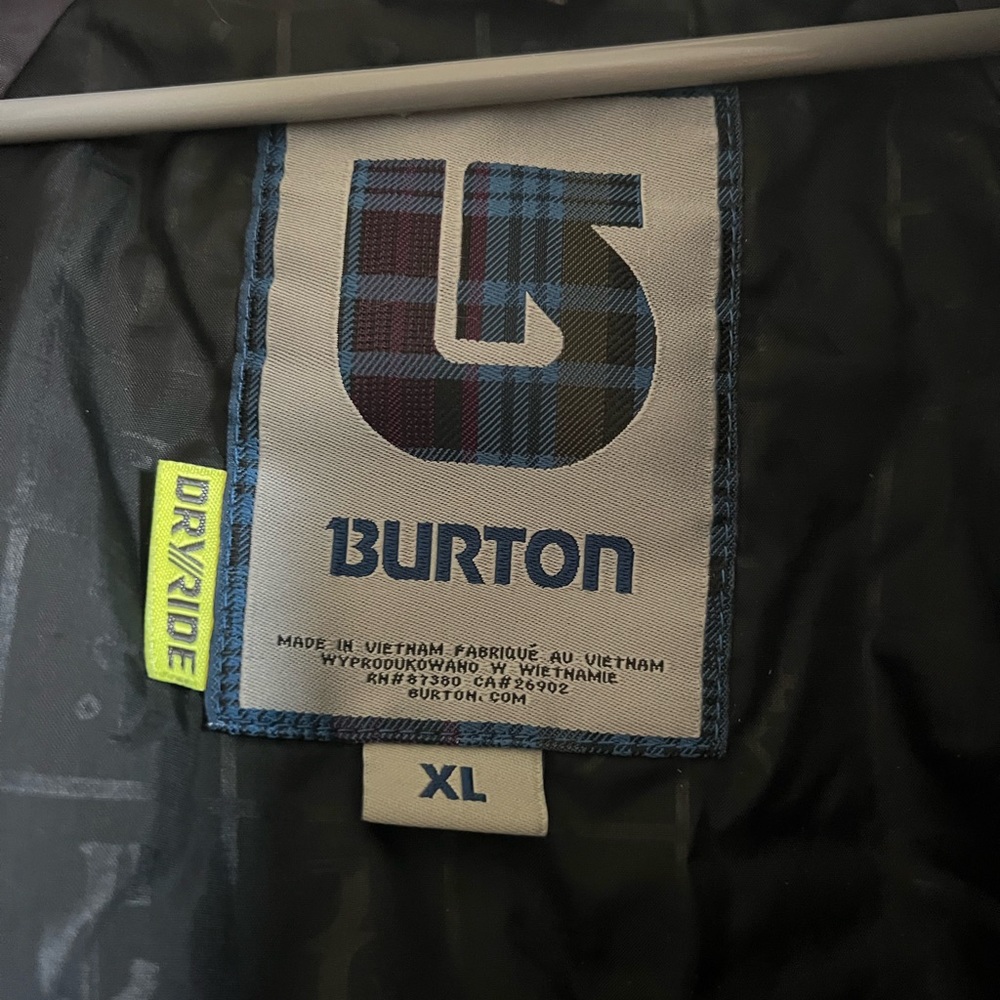 BURTON
DRY//RIDE
MADE IN VIETNAM FABRIQUÉ AU VIETNAM
WYPRODUKOWANO W WIETNAMIE
RN#87380 CA#26902
BURTON.COM
XL